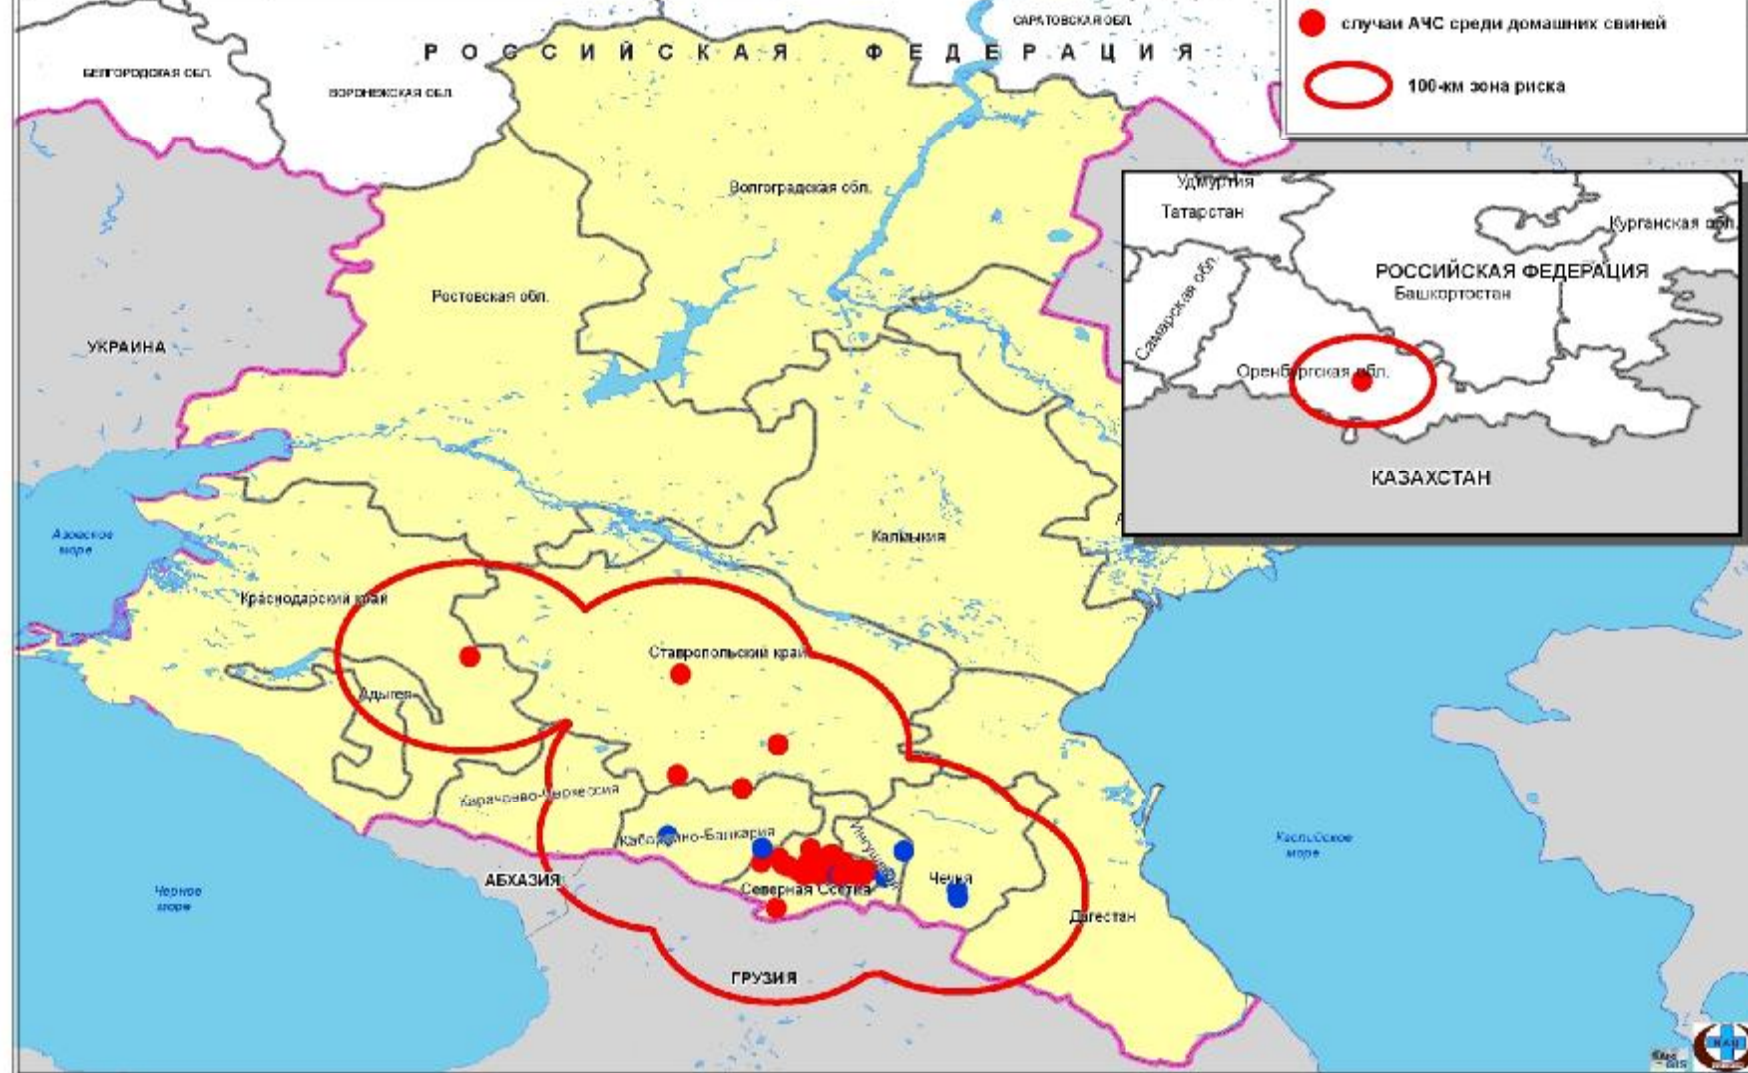 САРАТОВСКАЯ ОБЛ.
случаи АЧС среди домашних свиней
РОССИЙСКАЯ ФЕДЕРАЦИЯ
БЕЛГОРОДСКАЯ ОБЛ.
ВОРОНЕЖСКАЯ ОБЛ.
100-км зона риска
Волгоградская обл.
Удмуртия
Татарстан
Курганская обл.
РОССИЙСКАЯ ФЕДЕРАЦИЯ
Башкортостан
Самарская обл.
Ростовская обл.
УКРАИНА
Оренбургская обл.
КАЗАХСТАН
Азовское
море
Калмыкия
Краснодарский край
Ставропольский край
Адыгея
Карачаево-Черкессия
Кабардино-Балкария
Ингушетия
Каспийское
море
АБХАЗИЯ
Северная Осетия
Чечня
Черное
море
Дагестан
ГРУЗИЯ